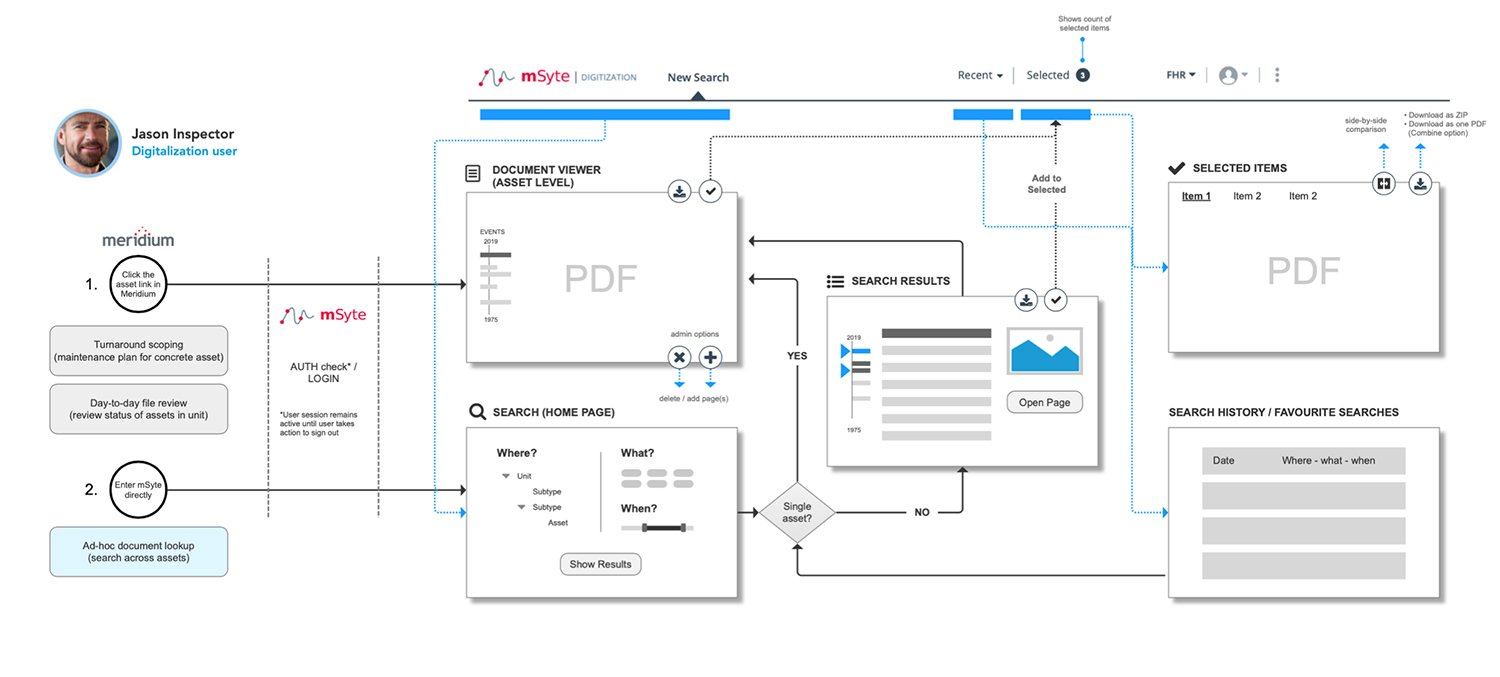 Shows count of
selected items
mSyte | DIGITIZATION
New Search
Recent
Selected 3
FHR
Jason Inspector
Digitalization user
side-by-side
comparison
• Download as ZIP
• Download as one PDF
(Combine option)
DOCUMENT VIEWER
(ASSET LEVEL)
EVENTS
2019
1975
PDF
admin options
delete / add page(s)
Add to
Selected
SELECTED ITEMS
Item 1
Item 2
Item 2
PDF
meridium
1.
Click the
asset link in
Meridium
Turnaround scoping
(maintenance plan for concrete asset)
Day-to-day file review
(review status of assets in unit)
mSyte
AUTH check* /
LOGIN
*User session remains
active until user takes
action to sign out
2.
Enter mSyte
directly
Ad-hoc document lookup
(search across assets)
SEARCH RESULTS
2019
1975
Open Page
YES
SEARCH (HOME PAGE)
Where?
Unit
Subtype
Subtype
Asset
What?
When?
Show Results
Single
asset?
NO
SEARCH HISTORY / FAVOURITE SEARCHES
Date
Where - what - when